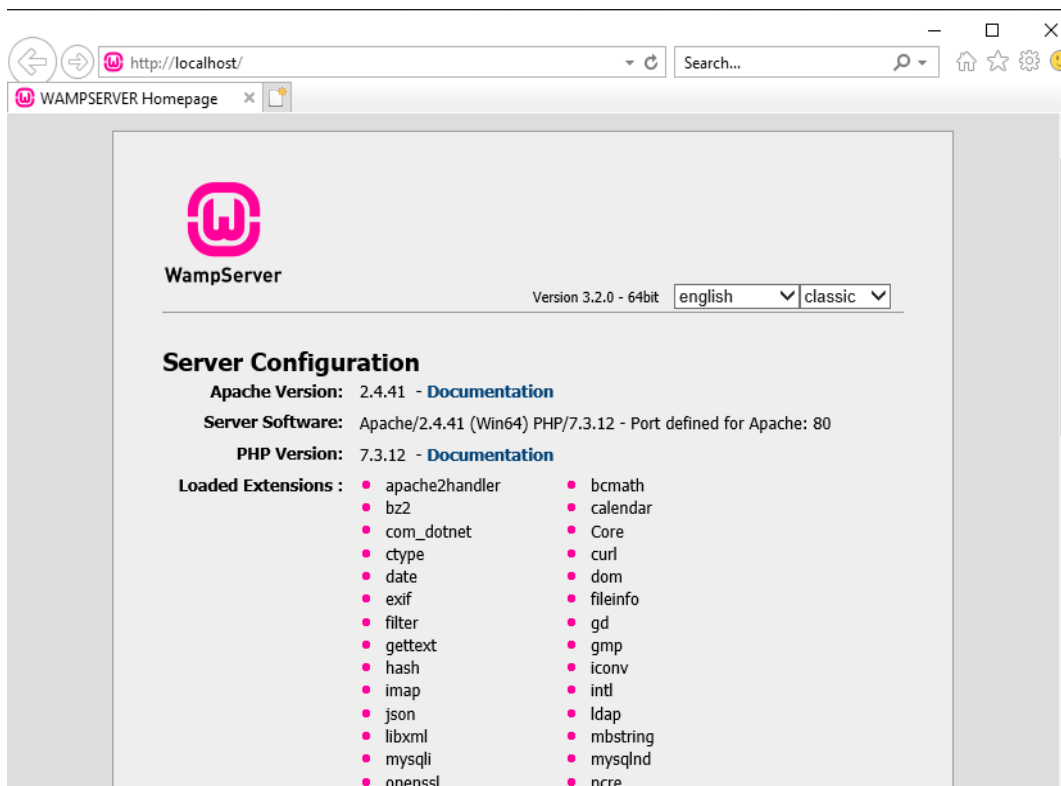 http://localhost/
Search...
WAMPSERVER Homepage
WampServer
Version 3.2.0 - 64bit english classic
Server Configuration
Apache Version: 2.4.41 - Documentation
Server Software: Apache/2.4.41 (Win64) PHP/7.3.12 - Port defined for Apache: 80
PHP Version: 7.3.12 - Documentation
Loaded Extensions : apache2handler bcmath
bz2 calendar
com_dotnet Core
ctype curl
date dom
exif fileinfo
filter gd
gettext gmp
hash iconv
imap intl
json ldap
libxml mbstring
mysqli mysqlnd
openssl pcre